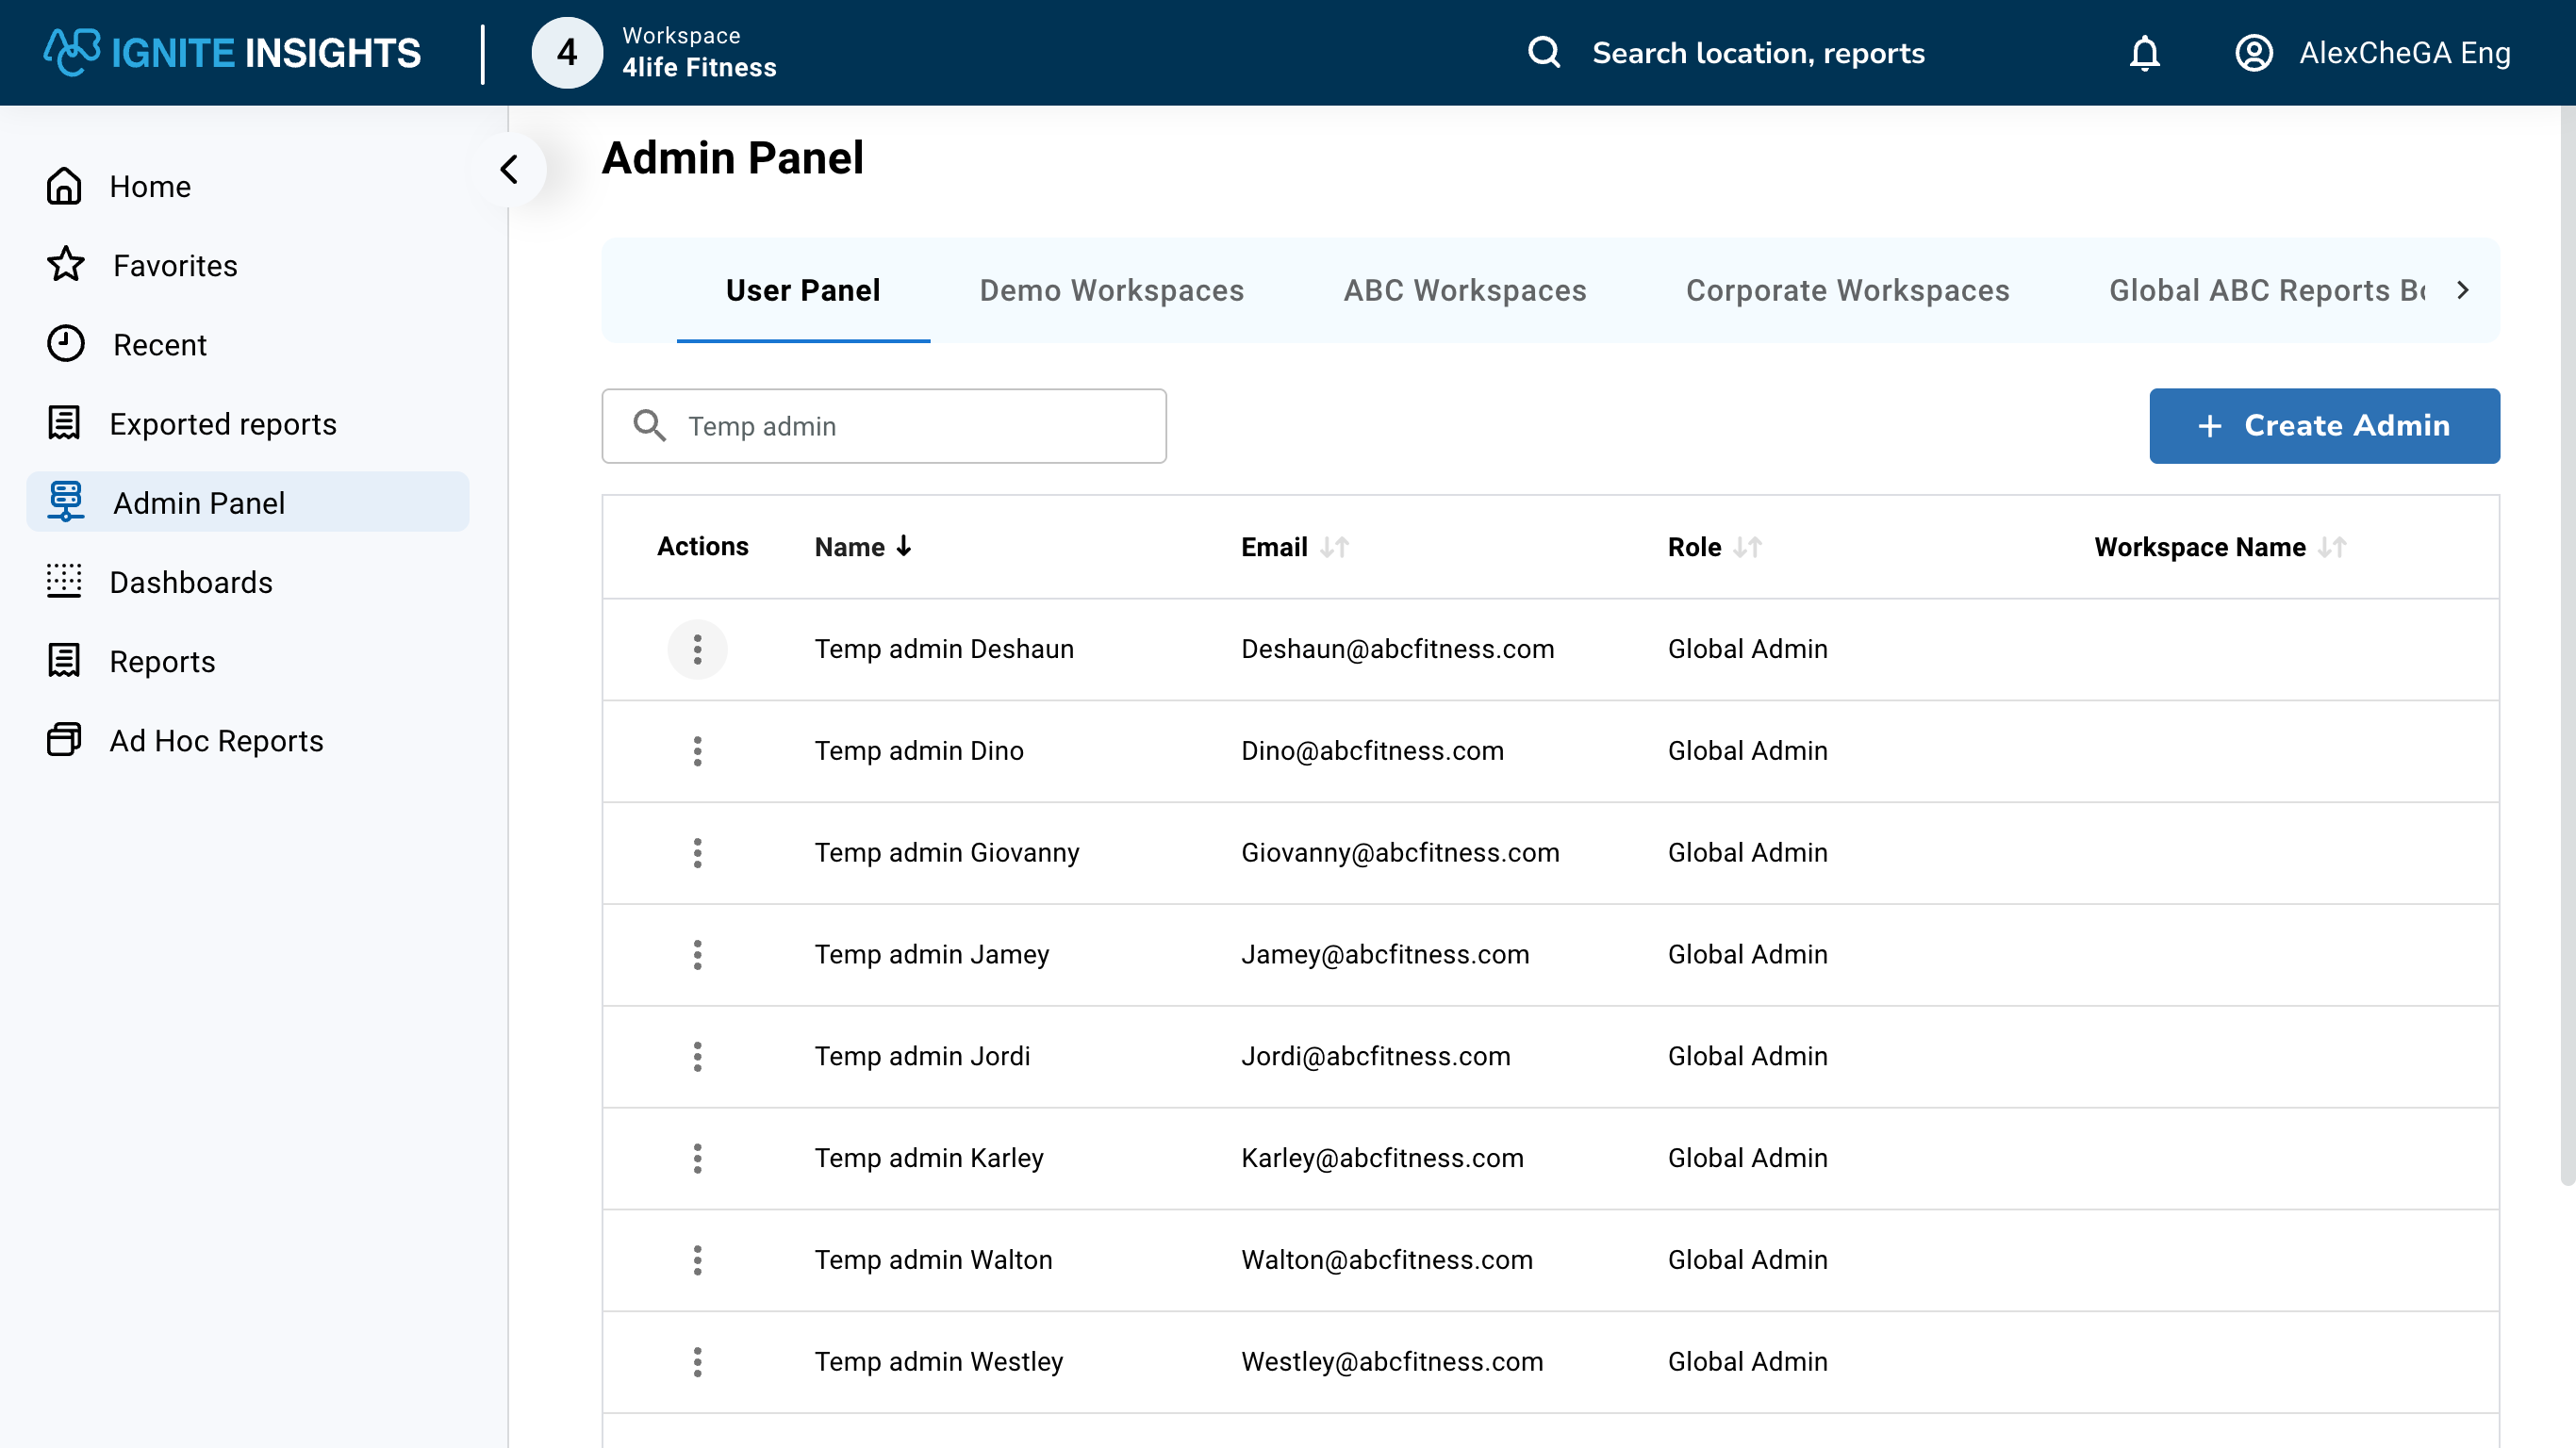 ABC IGNITE INSIGHTS
4
Workspace
4life Fitness
Search location, reports
AlexCheGA Eng
Home
Favorites
Recent
Exported reports
Admin Panel
Dashboards
Reports
Ad Hoc Reports
Admin Panel
User Panel
Demo Workspaces
ABC Workspaces
Corporate Workspaces
Global ABC Reports
Temp admin
+ Create Admin
Actions Name Email Role Workspace Name
Temp admin Deshaun Deshaun@abcfitness.com Global Admin
Temp admin Dino Dino@abcfitness.com Global Admin
Temp admin Giovanny Giovanny@abcfitness.com Global Admin
Temp admin Jamey Jamey@abcfitness.com Global Admin
Temp admin Jordi Jordi@abcfitness.com Global Admin
Temp admin Karley Karley@abcfitness.com Global Admin
Temp admin Walton Walton@abcfitness.com Global Admin
Temp admin Westley Westley@abcfitness.com Global Admin